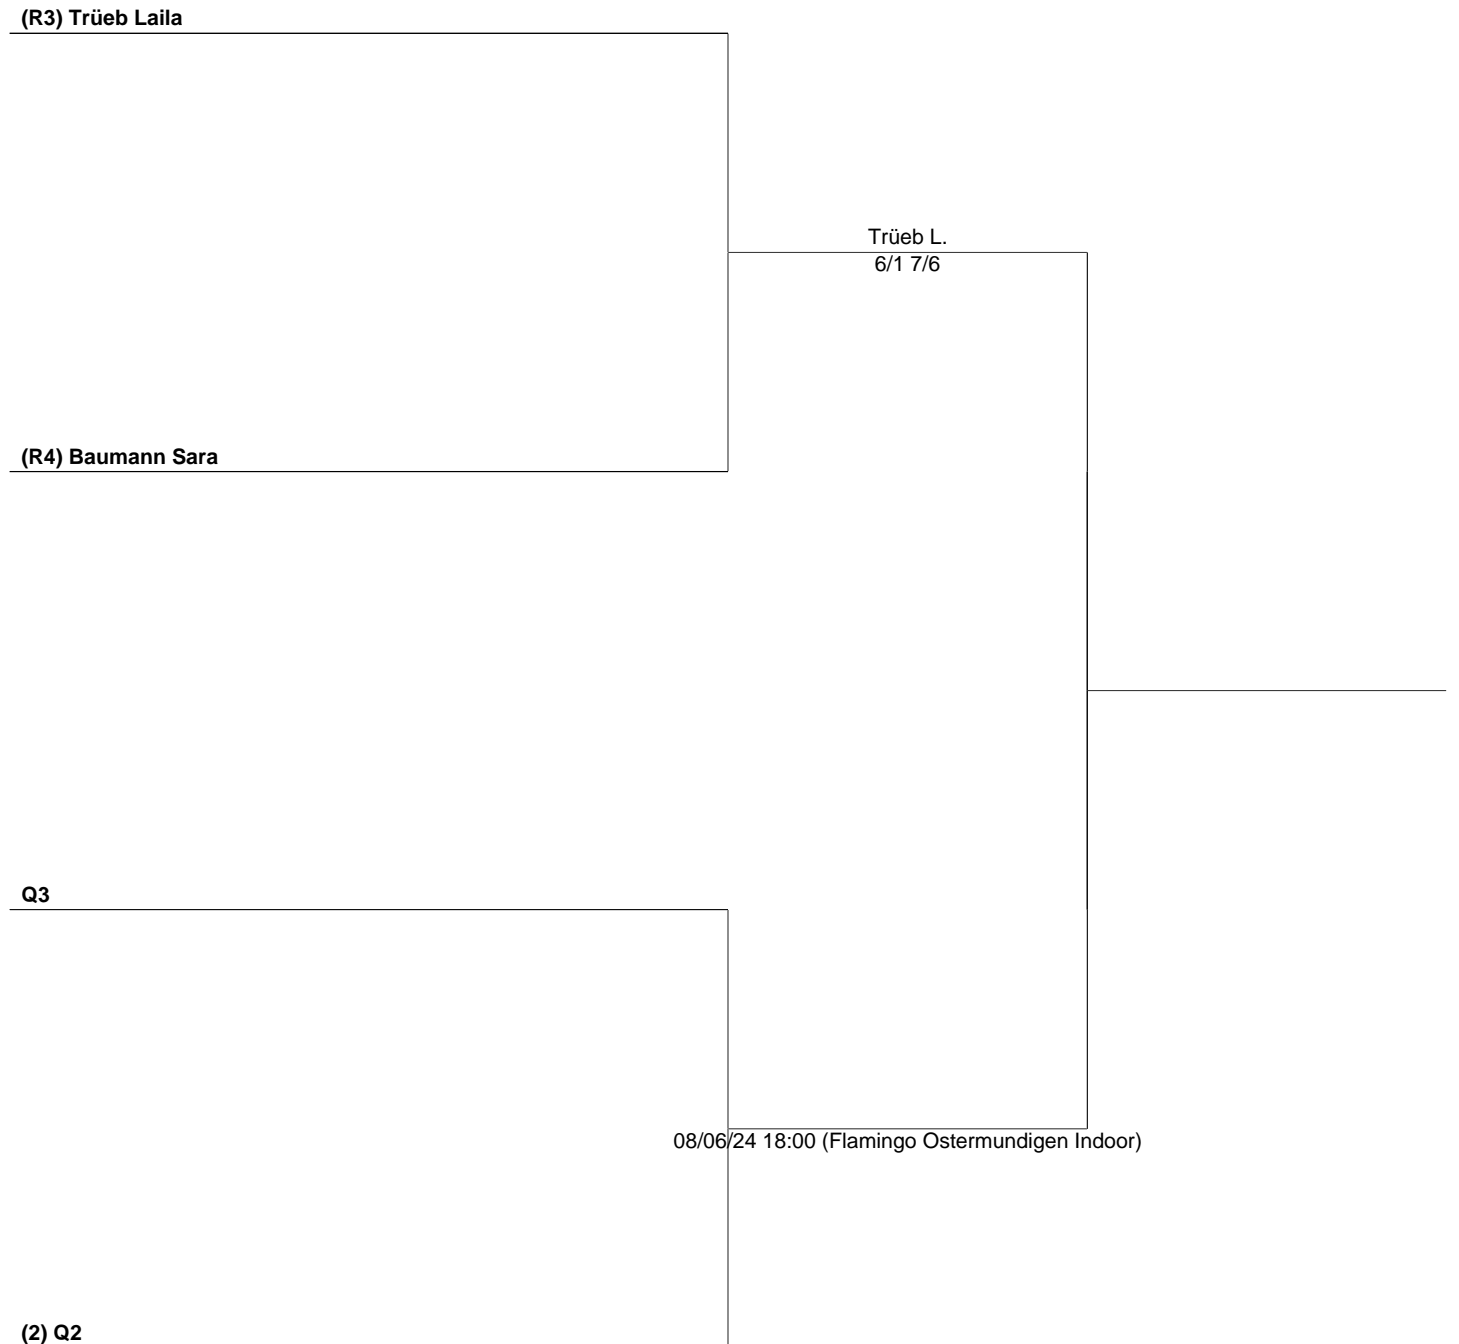 (R3) Trüeb Laila
Trüeb L.
6/1 7/6
(R4) Baumann Sara
Q3
08/06/24 18:00 (Flamingo Ostermundigen Indoor)
(2) Q2